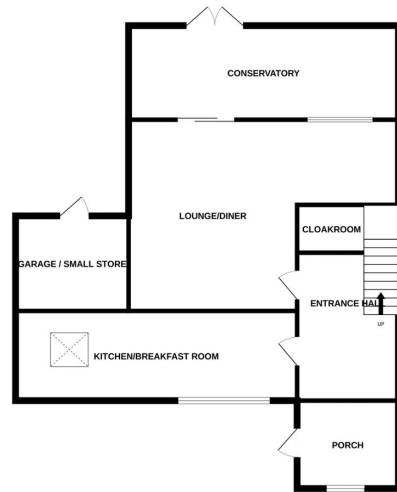 CONSERVATORY
LOUNGE/DINER
CLOAKROOM
GARAGE / SMALL STORE
ENTRANCE HALL
UP
KITCHEN/BREAKFAST ROOM
PORCH